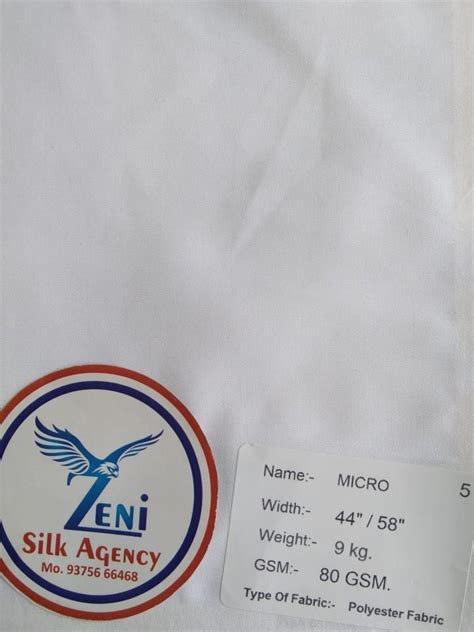 ZENI
SILK AGENCY
Mo. 93756 66468
Name:- MICRO
5
Width:- 44" / 58"
Weight:- 9 kg.
GSM:- 80 GSM.
Type Of Fabric:- Polyester Fabric